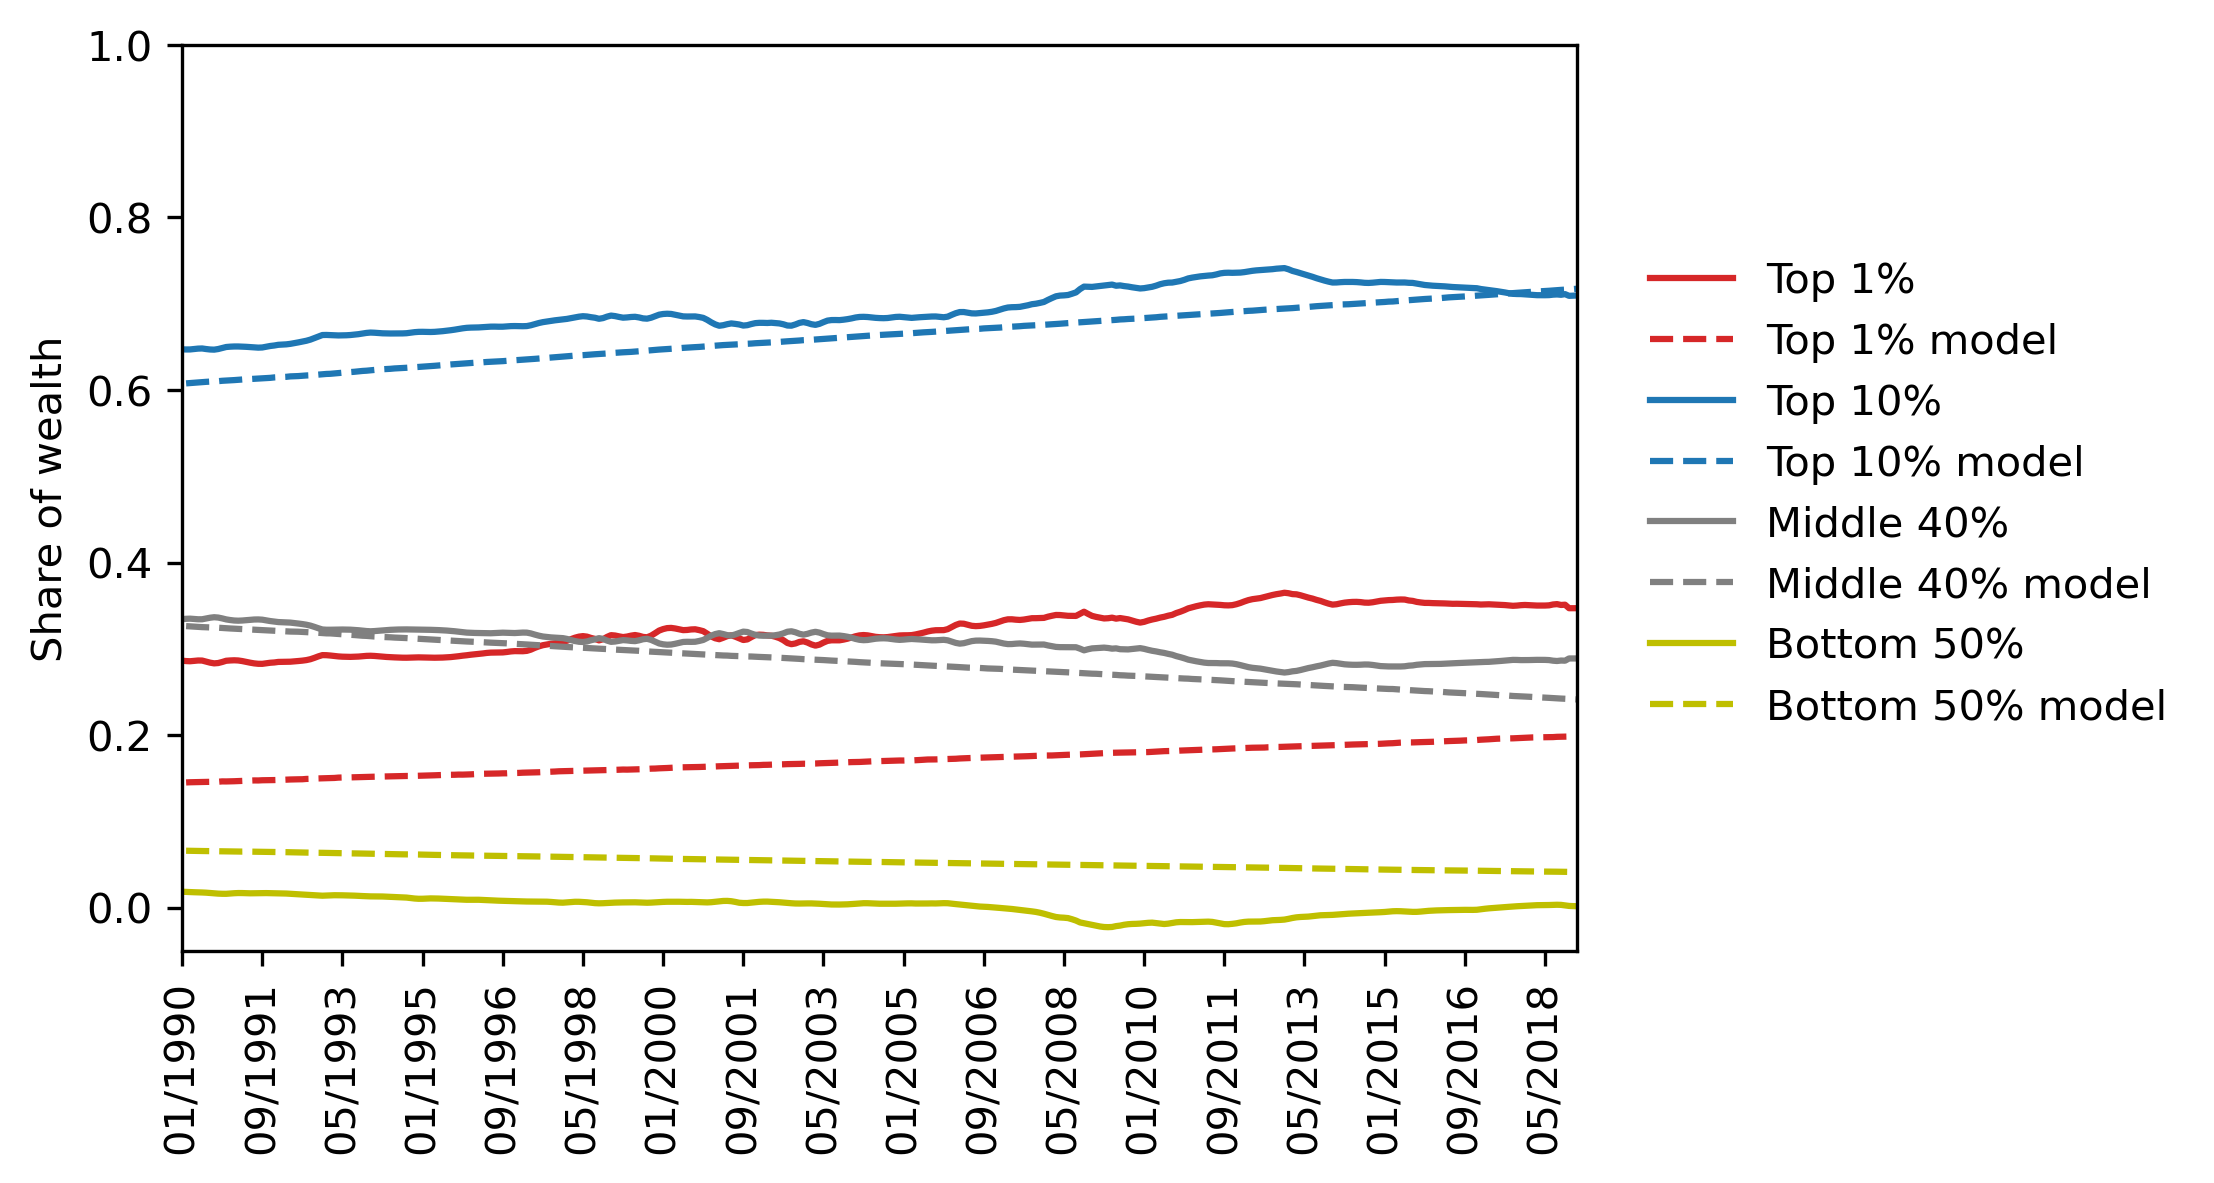 Share of wealth
1.0
0.8
0.6
0.4
0.2
0.0
01/1990
09/1991
05/1993
01/1995
09/1996
05/1998
01/2000
09/2001
05/2003
01/2005
09/2006
05/2008
01/2010
09/2011
05/2013
01/2015
09/2016
05/2018
Top 1%
Top 1% model
Top 10%
Top 10% model
Middle 40%
Middle 40% model
Bottom 50%
Bottom 50% model